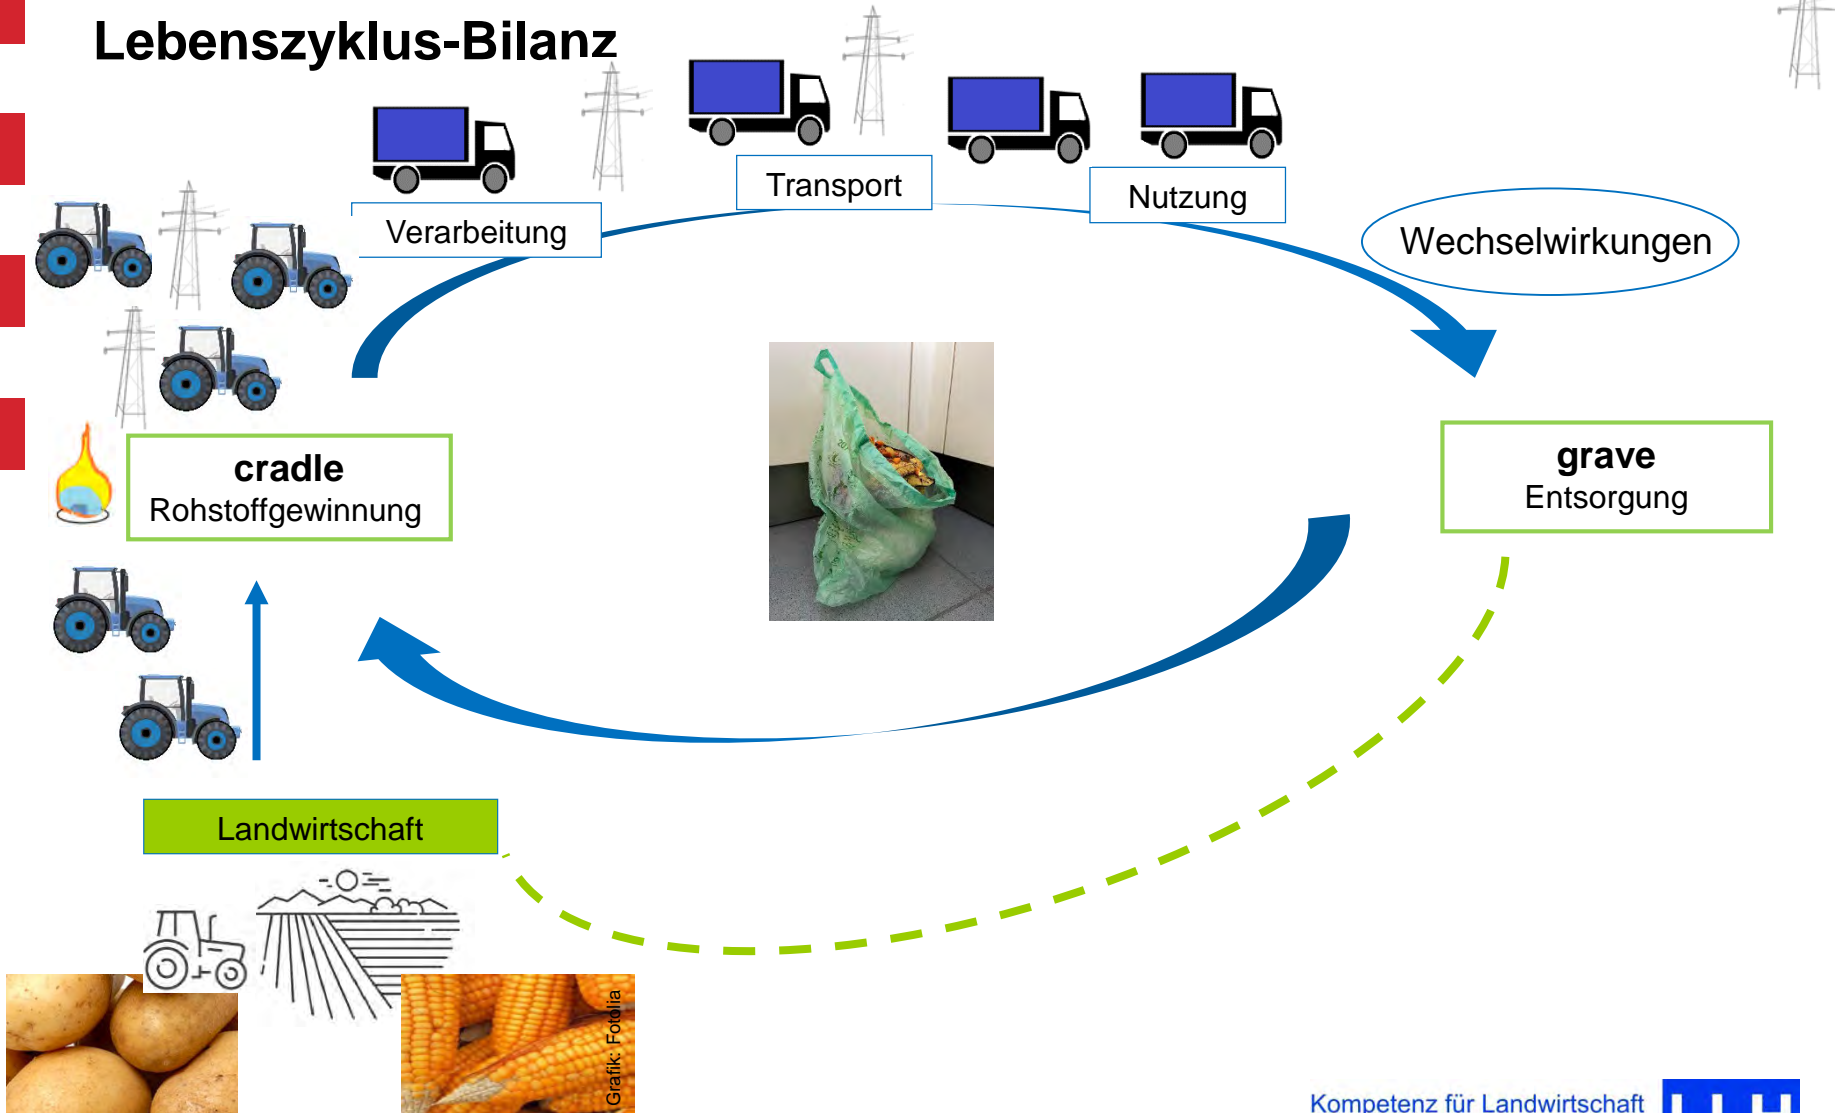 Lebenszyklus-Bilanz
Transport
Nutzung
Verarbeitung
Wechselwirkungen
cradle
Rohstoffgewinnung
grave
Entsorgung
Landwirtschaft
Grafik: Fotolia
Kompetenz für Landwirtschaft